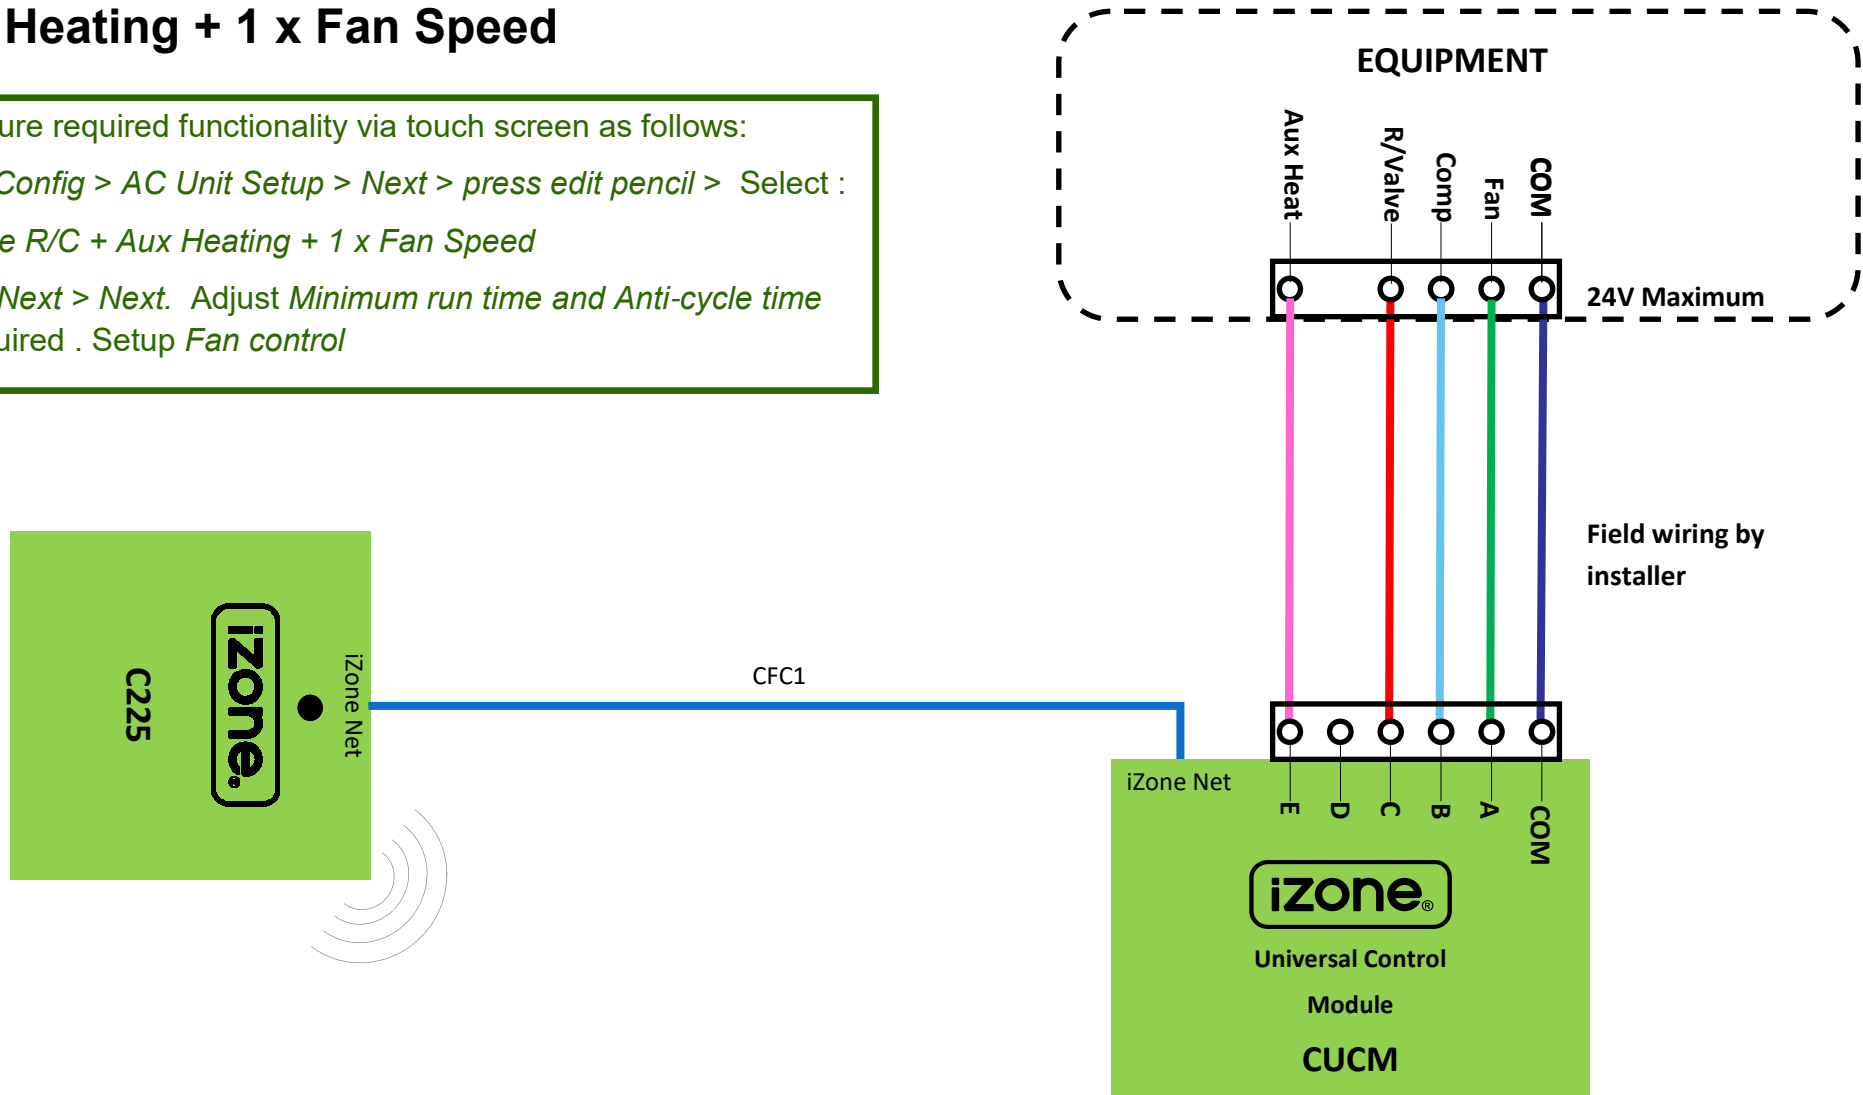 Heating + 1 x Fan Speed
ure required functionality via touch screen as follows:
Config > AC Unit Setup > Next > press edit pencil > Select :
e R/C + Aux Heating + 1 x Fan Speed
Next > Next. Adjust Minimum run time and Anti-cycle time
uired . Setup Fan control
EQUIPMENT
Aux Heat
R/Valve
Comp
Fan
COM
24V Maximum
Field wiring by
installer
C225
izone®
iZone Net
CFC1
iZone Net
E
D
C
B
A
COM
izone®
Universal Control
Module
CUCM